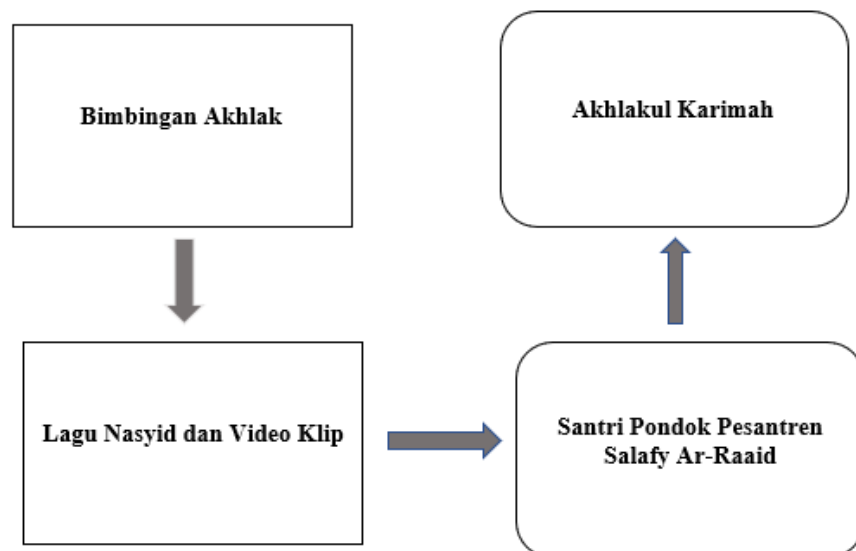 Bimbingan Akhlak
Akhlakul Karimah
Lagu Nasyid dan Video Klip
Santri Pondok Pesantren
Salafy Ar-Raaid